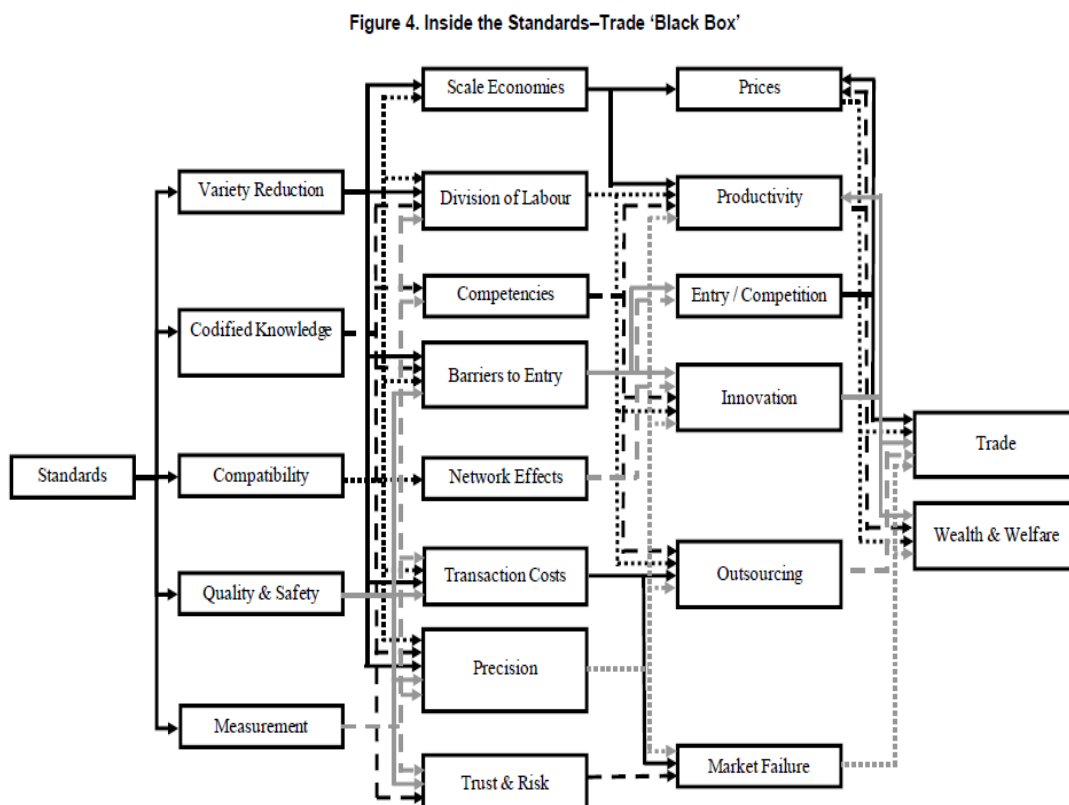 Figure 4. Inside the Standards–Trade ‘Black Box’
Scale Economies
Prices
Variety Reduction
Division of Labour
Productivity
Competencies
Entry / Competition
Codified Knowledge
Barriers to Entry
Innovation
Trade
Standards
Compatibility
Network Effects
Wealth & Welfare
Quality & Safety
Transaction Costs
Outsourcing
Precision
Measurement
Trust & Risk
Market Failure